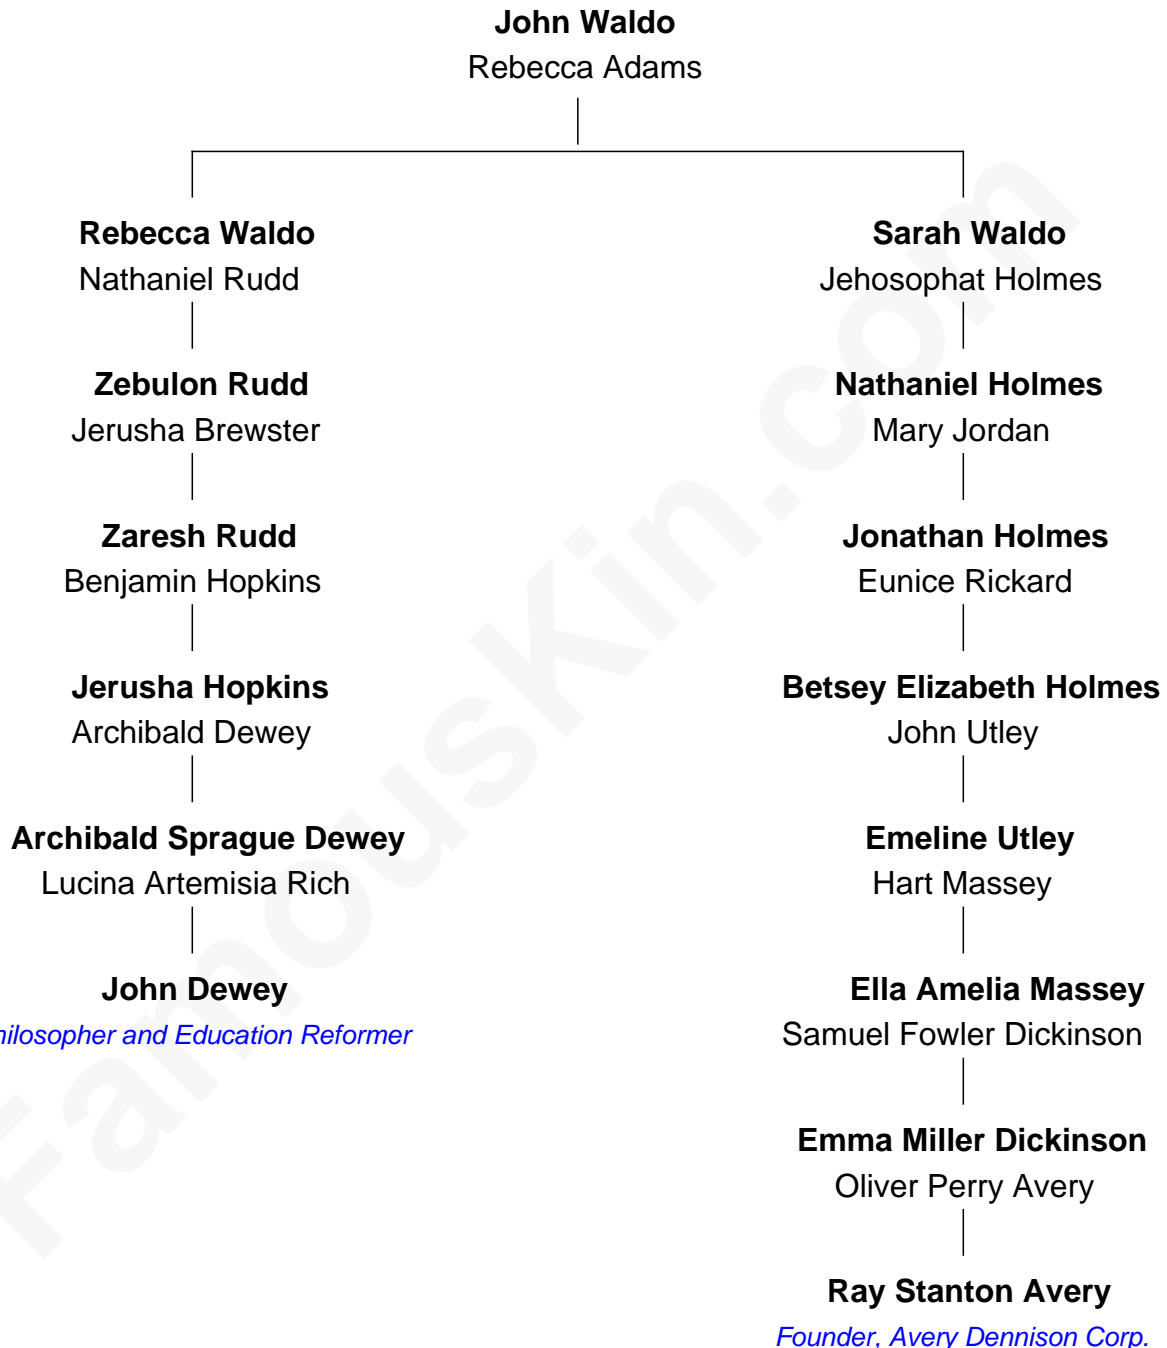 John Waldo
Rebecca Adams
Rebecca Waldo
Nathaniel Rudd
Zebulon Rudd
Jerusha Brewster
Zaresh Rudd
Benjamin Hopkins
Jerusha Hopkins
Archibald Dewey
Archibald Sprague Dewey
Lucina Artemisia Rich
John Dewey
hilosopher and Education Reformer
Sarah Waldo
Jehosophat Holmes
Nathaniel Holmes
Mary Jordan
Jonathan Holmes
Eunice Rickard
Betsey Elizabeth Holmes
John Utley
Emeline Utley
Hart Massey
Ella Amelia Massey
Samuel Fowler Dickinson
Emma Miller Dickinson
Oliver Perry Avery
Ray Stanton Avery
Founder, Avery Dennison Corp.
FamousKin.com